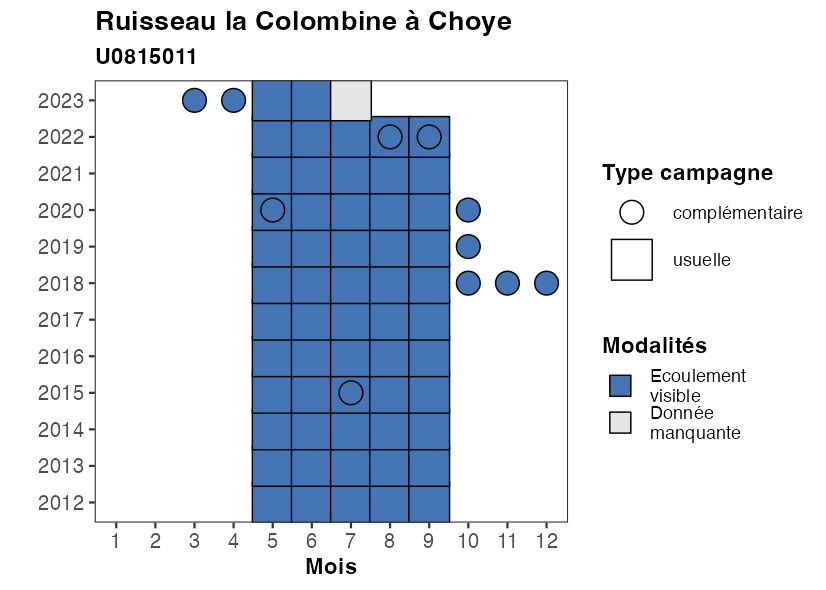 Ruisseau la Colombine à Choye
U0815011
2023
2022
2021
2020
2019
2018
2017
2016
2015
2014
2013
2012
1 2 3 4 5 6 7 8 9 10 11 12
Mois
Type campagne
complémentaire
usuelle
Modalités
Ecoulement
visible
Donnée
manquante